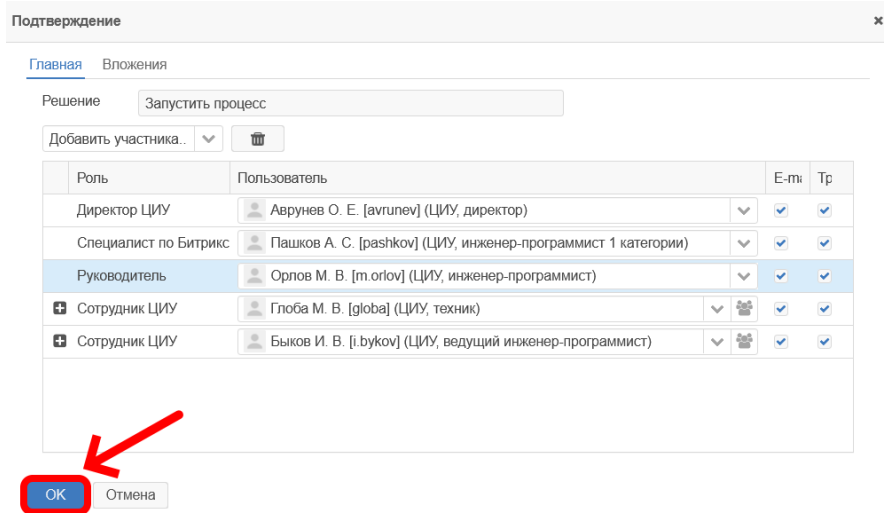 Подтверждение
Главная Вложения
Решение Запустить процесс
Добавить участника..
Роль Пользователь E-ma Тр
Директор ЦИУ Аврунев О. Е. [avrunev] (ЦИУ, директор)
Специалист по Битрикс Пашков А. С. [pashkov] (ЦИУ, инженер-программист 1 категории)
Руководитель Орлов М. В. [m.orlov] (ЦИУ, инженер-программист)
Сотрудник ЦИУ Глоба М. В. [globa] (ЦИУ, техник)
Сотрудник ЦИУ Быков И. В. [i.bykov] (ЦИУ, ведущий инженер-программист)
OK Отмена